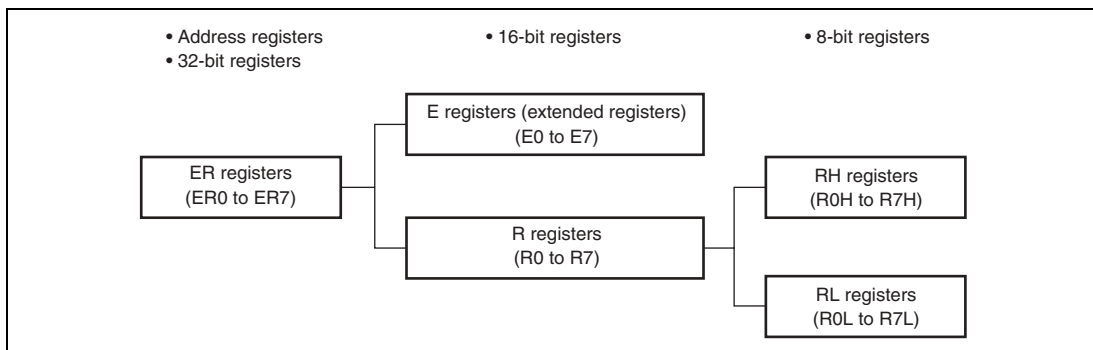 • Address registers
• 32-bit registers
• 16-bit registers
• 8-bit registers
E registers (extended registers)
(E0 to E7)
ER registers
(ER0 to ER7)
RH registers
(R0H to R7H)
R registers
(R0 to R7)
RL registers
(R0L to R7L)